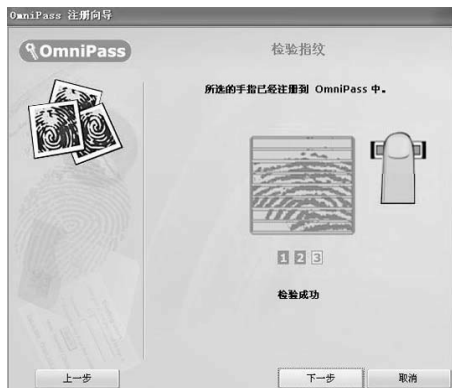 OmniPass 注册向导
OmniPass
检验指纹
所选的手指已经注册到 OmniPass 中。
1 2 3
检验成功
上一步
下一步
取消